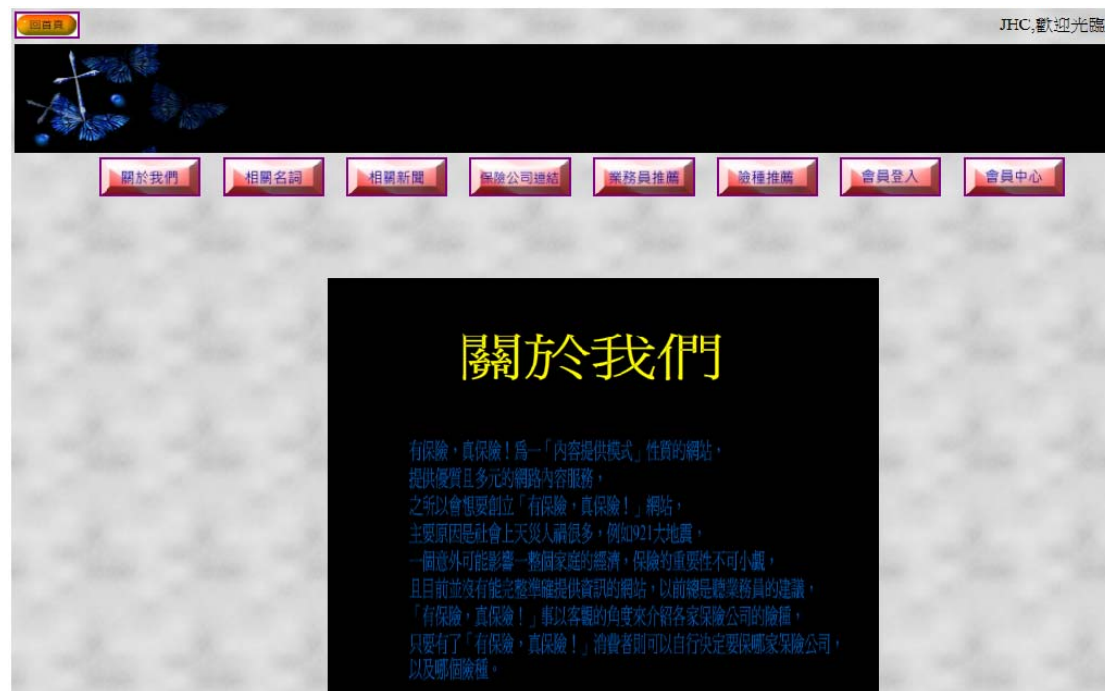 回首頁
JHC,歡迎光臨
關於我們
相關名詞
相關新聞
保險公司連結
業務員推薦
險種推薦
會員登入
會員中心
關於我們
有保險，真保險！為一「內容提供模式」性質的網站，
提供優質且多元的網路內容服務，
之所以會想要創立「有保險，真保險！」網站，
主要原因是社會上天災人禍很多，例如921大地震，
一個意外可能影響一整個家庭的經濟，保險的重要性不可小覷，
且目前並沒有能完整準確提供資訊的網站，以前總是聽業務員的建議，
「有保險，真保險！」事以客觀的角度來介紹各家保險公司的險種，
只要有了「有保險，真保險！」消費者則可以自行決定要保哪家保險公司，
以及哪個險種。